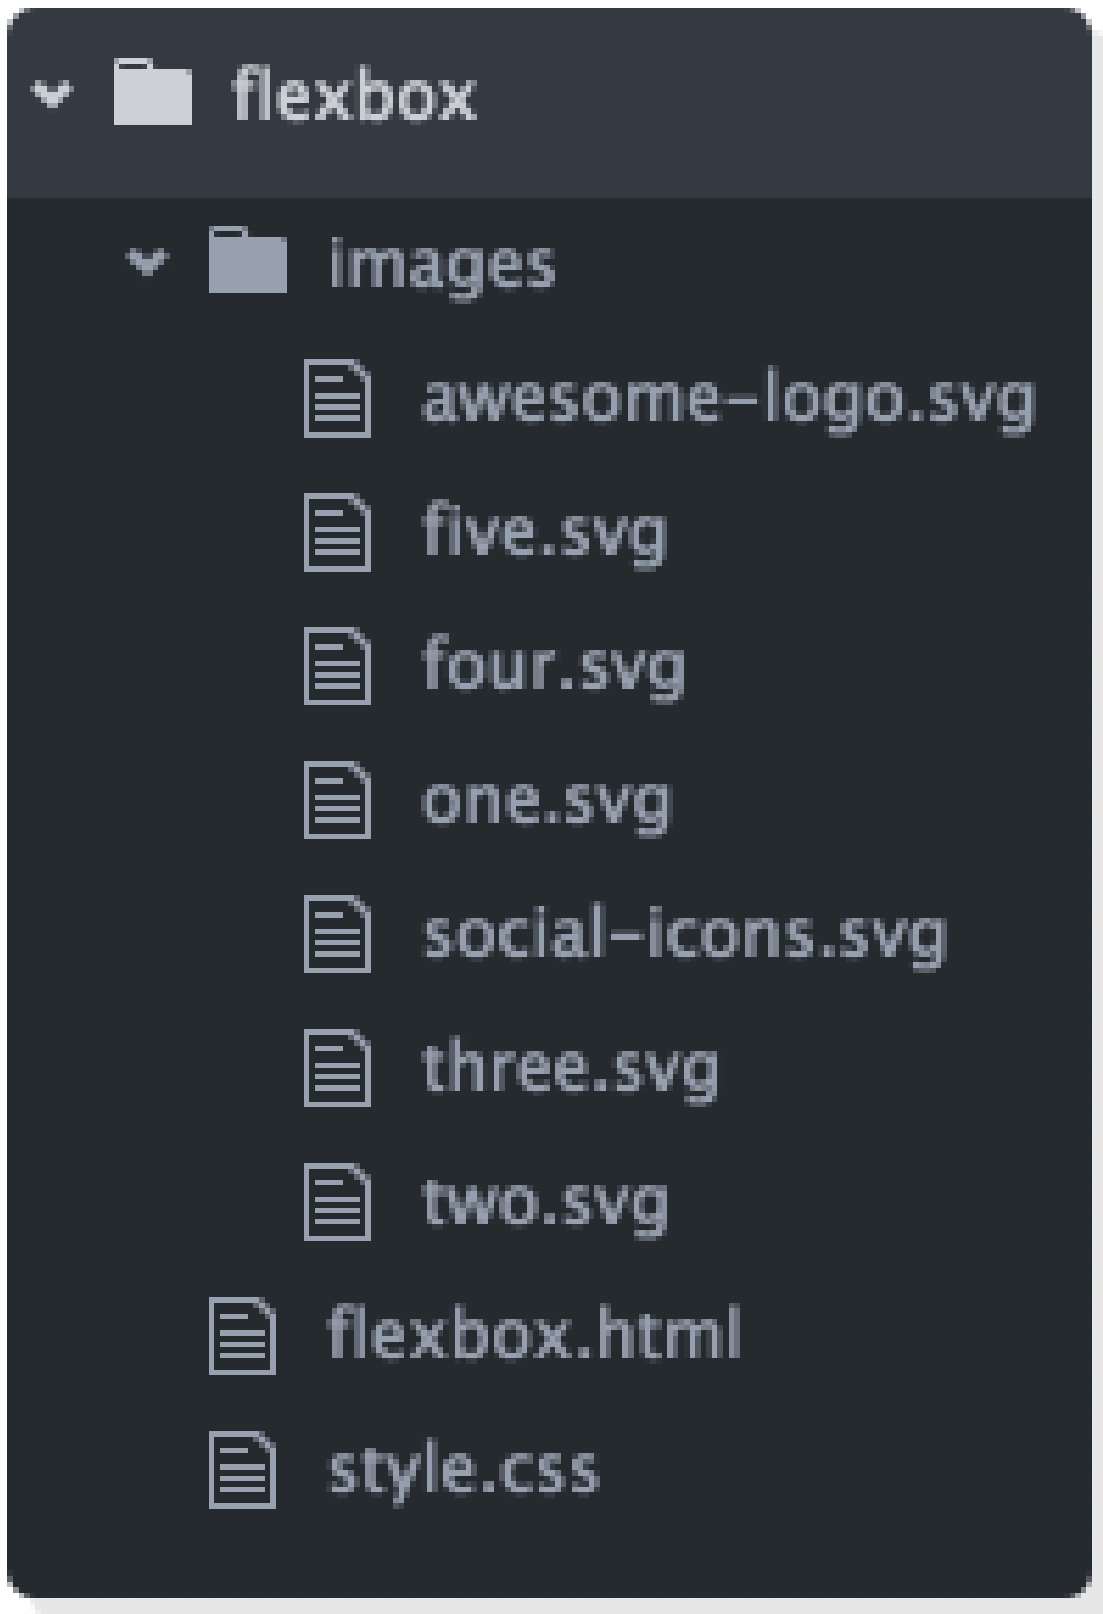 flexbox
images
awesome-logo.svg
five.svg
four.svg
one.svg
social-icons.svg
three.svg
two.svg
flexbox.html
style.css